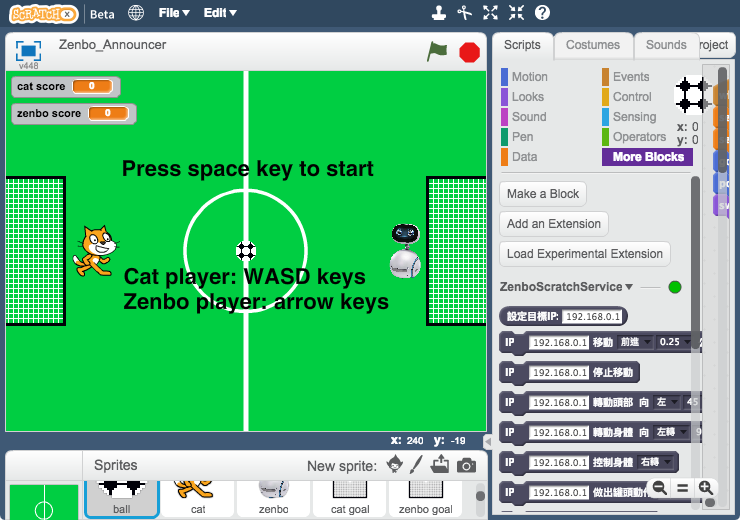 SCRATCHX
Beta
File
Edit
Zenbo_Announcer
v448
cat score 0
zenbo score 0
Press space key to start
Cat player: WASD keys
Zenbo player: arrow keys
x: 240 y: -19
Sprites
New sprite:
ball
cat
zenbo
cat goal
zenbo goal
Scripts
Costumes
Sounds
roject
Motion
Looks
Sound
Pen
Data
Events
Control
Sensing
Operators
More Blocks
x: 0
y: 0
Make a Block
Add an Extension
Load Experimental Extension
ZenboScratchService
設定目標IP: 192.168.0.1
IP 192.168.0.1 移動 前進 0.25
IP 192.168.0.1 停止移動
IP 192.168.0.1 轉動頭部 向 左 45
IP 192.168.0.1 轉動身體 向 左轉 9
IP 192.168.0.1 控制身體 右轉
IP 192.168.0.1 做出罐頭動